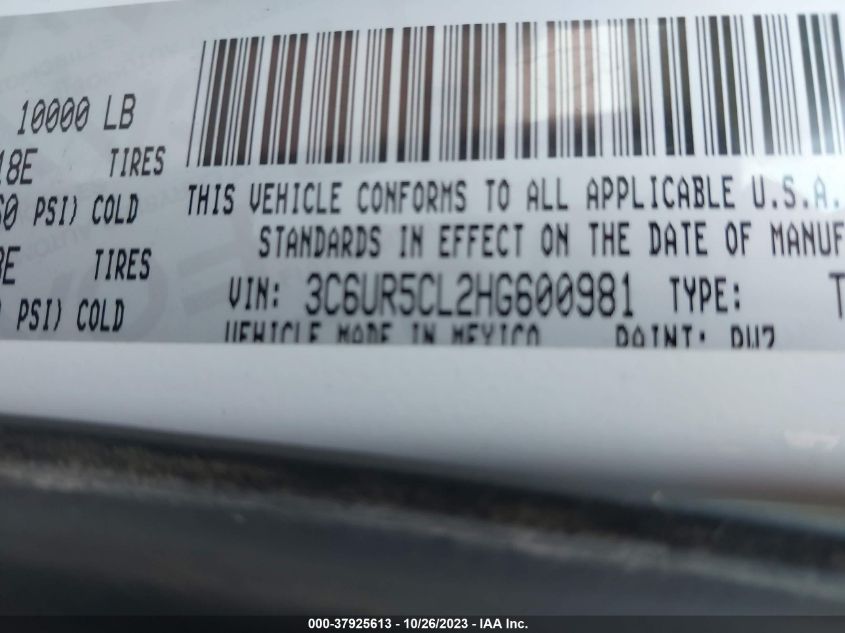 10000 LB
18E TIRES
60 PSI) COLD
TIRES
PSI) COLD
THIS VEHICLE CONFORMS TO ALL APPLICABLE U.S.A.
STANDARDS IN EFFECT ON THE DATE OF MANUF
VIN: 3C6UR5CL2HG600981 TYPE: T
VEHICLE MADE IN MEXICO PAINT: PW7
000-37925613 - 10/26/2023 - IAA Inc.